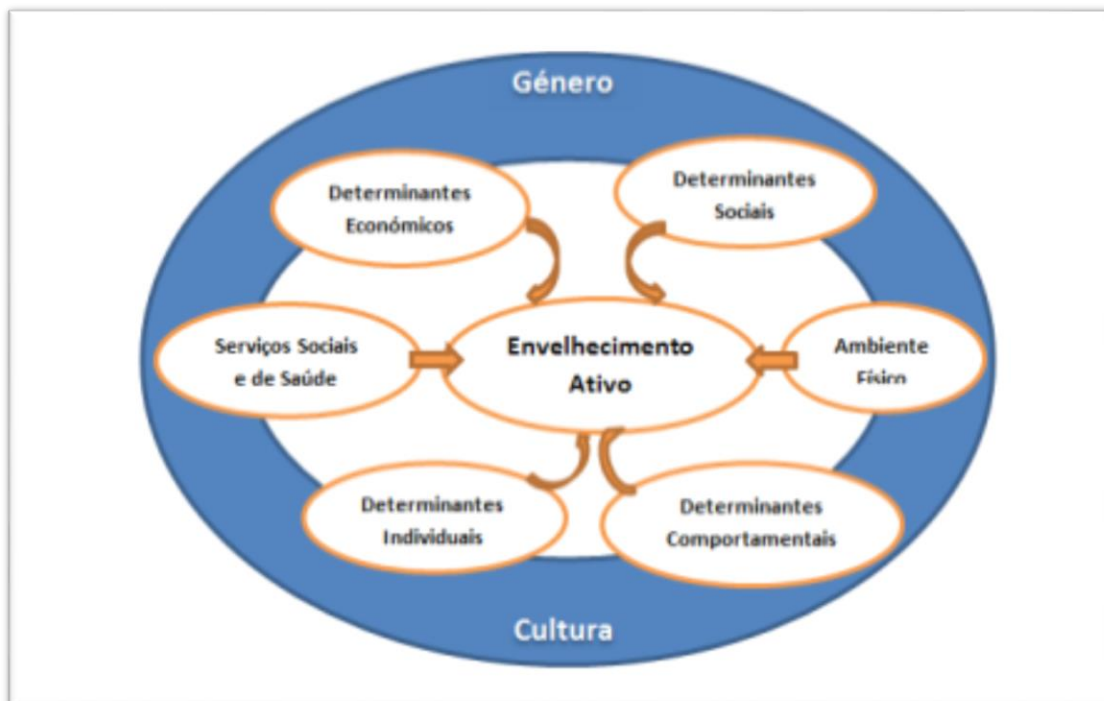 Género
Determinantes
Económicos
Determinantes
Sociais
Serviços Sociais
e de Saúde
Envelhecimento
Ativo
Ambiente
Físico
Determinantes
Individuais
Determinantes
Comportamentais
Cultura